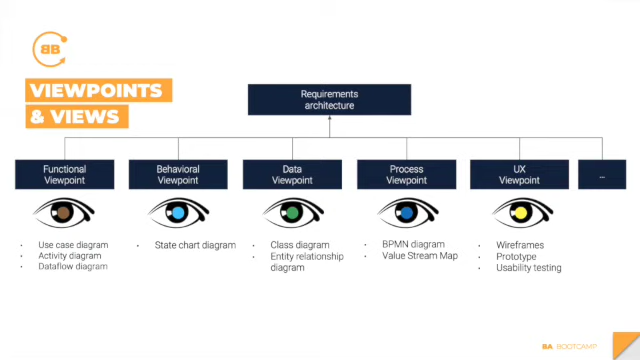 BB
VIEWPOINTS
& VIEWS
Requirements
architecture
Functional
Viewpoint
Behavioral
Viewpoint
Data
Viewpoint
Process
Viewpoint
UX
Viewpoint
...
• Use case diagram
• Activity diagram
• Dataflow diagram
• State chart diagram
• Class diagram
• Entity relationship
diagram
• BPMN diagram
• Value Stream Map
• Wireframes
• Prototype
• Usability testing
BA BOOTCAMP